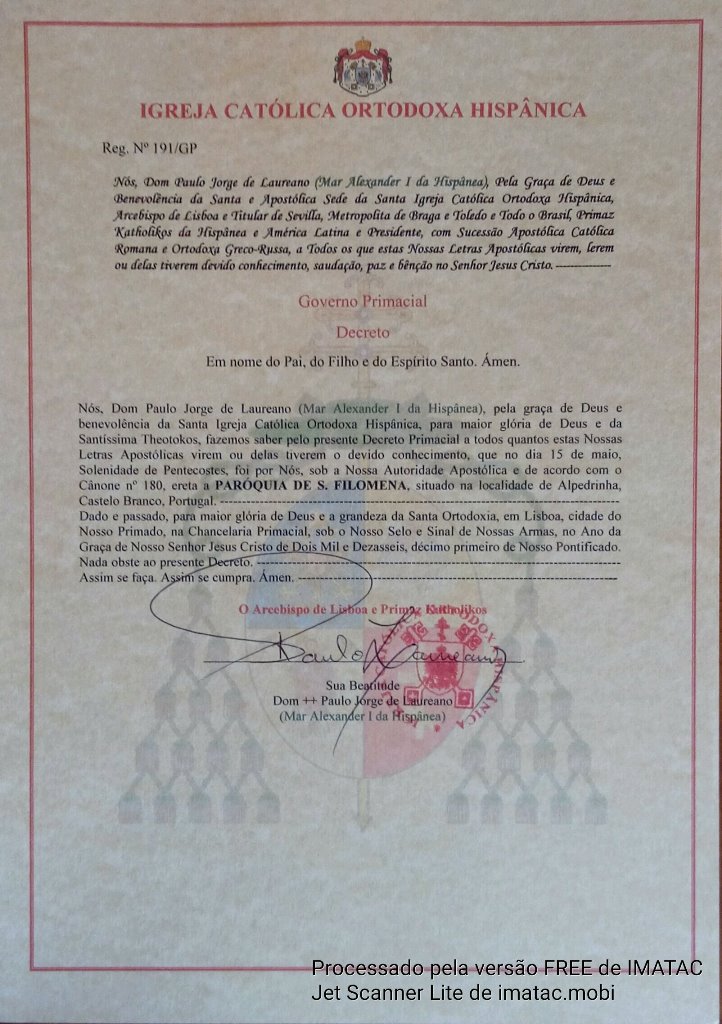 IGREJA CATÓLICA ORTODOXA HISPÂNICA
Reg. Nº 191/GP
Nós, Dom Paulo Jorge de Laureano (Mar Alexander I da Hispânea), Pela Graça de Deus e
Benevolência da Santa e Apostólica Sede da Santa Igreja Católica Ortodoxa Hispânica,
Arcebispo de Lisboa e Titular de Sevilla, Metropolita de Braga e Toledo e Todo o Brasil, Primaz
Katholikos da Hispânea e América Latina e Presidente, com Sucessão Apostólica Católica
Romana e Ortodoxa Greco-Russa, a Todos os que estas Nossas Letras Apostólicas virem, lerem
ou delas tiverem devido conhecimento, saudação, paz e bênção no Senhor Jesus Cristo. --------------
Governo Primacial
Decreto
Em nome do Pai, do Filho e do Espírito Santo. Ámen.
Nós, Dom Paulo Jorge de Laureano (Mar Alexander I da Hispânea), pela graça de Deus e
benevolência da Santa Igreja Católica Ortodoxa Hispânica, para maior glória de Deus e da
Santíssima Theotokos, fazemos saber pelo presente Decreto Primacial a todos quantos estas Nossas
Letras Apostólicas virem ou delas tiverem o devido conhecimento, que no dia 15 de maio,
Solenidade de Pentecostes, foi por Nós, sob a Nossa Autoridade Apostólica e de acordo com o
Cânone nº 180, ereta a PARÓQUIA DE S. FILOMENA, situado na localidade de Alpedrinha,
Castelo Branco, Portugal. --------------------------------------------------------------------------------
Dado e passado, para maior glória de Deus e a grandeza da Santa Ortodoxia, em Lisboa, cidade do
Nosso Primado, na Chancelaria Primacial, sob o Nosso Selo e Sinal de Nossas Armas, no Ano da
Graça de Nosso Senhor Jesus Cristo de Dois Mil e Dezasseis, décimo primeiro de Nosso Pontificado.
Nada obste ao presente Decreto. ------------------------------------------------------------------------
Assim se faça. Assim se cumpra. Ámen. ----------------------------------------------------------------
O Arcebispo de Lisboa e Primaz Katholikos
Paulo J. Laureano
Sua Beatitude
Dom ++ Paulo Jorge de Laureano
(Mar Alexander I da Hispânea)
CATÓLICA ORTODOXA HISPÂNICA
Processado pela versão FREE de IMATAC
Jet Scanner Lite de imatac.mobi